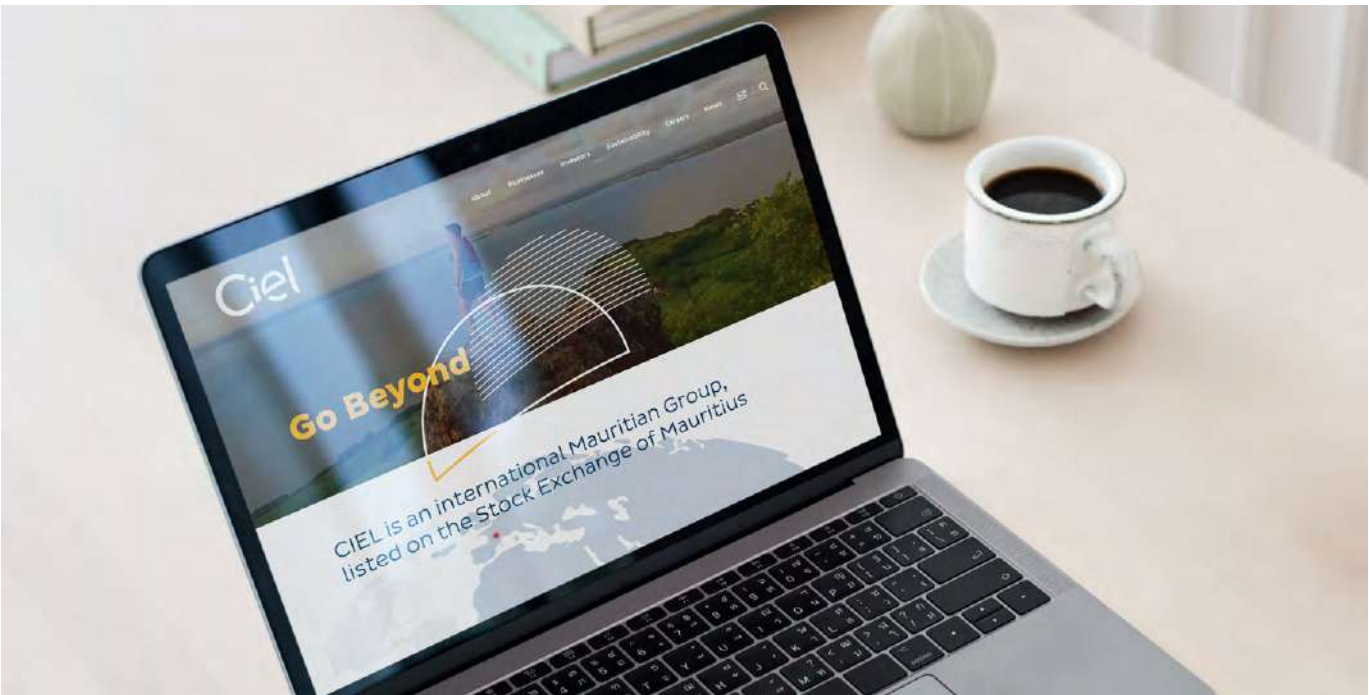 About Businesses Investors Sustainability Careers News
Ciel
Go Beyond
CIEL is an international Mauritian Group,
listed on the Stock Exchange of Mauritius
option